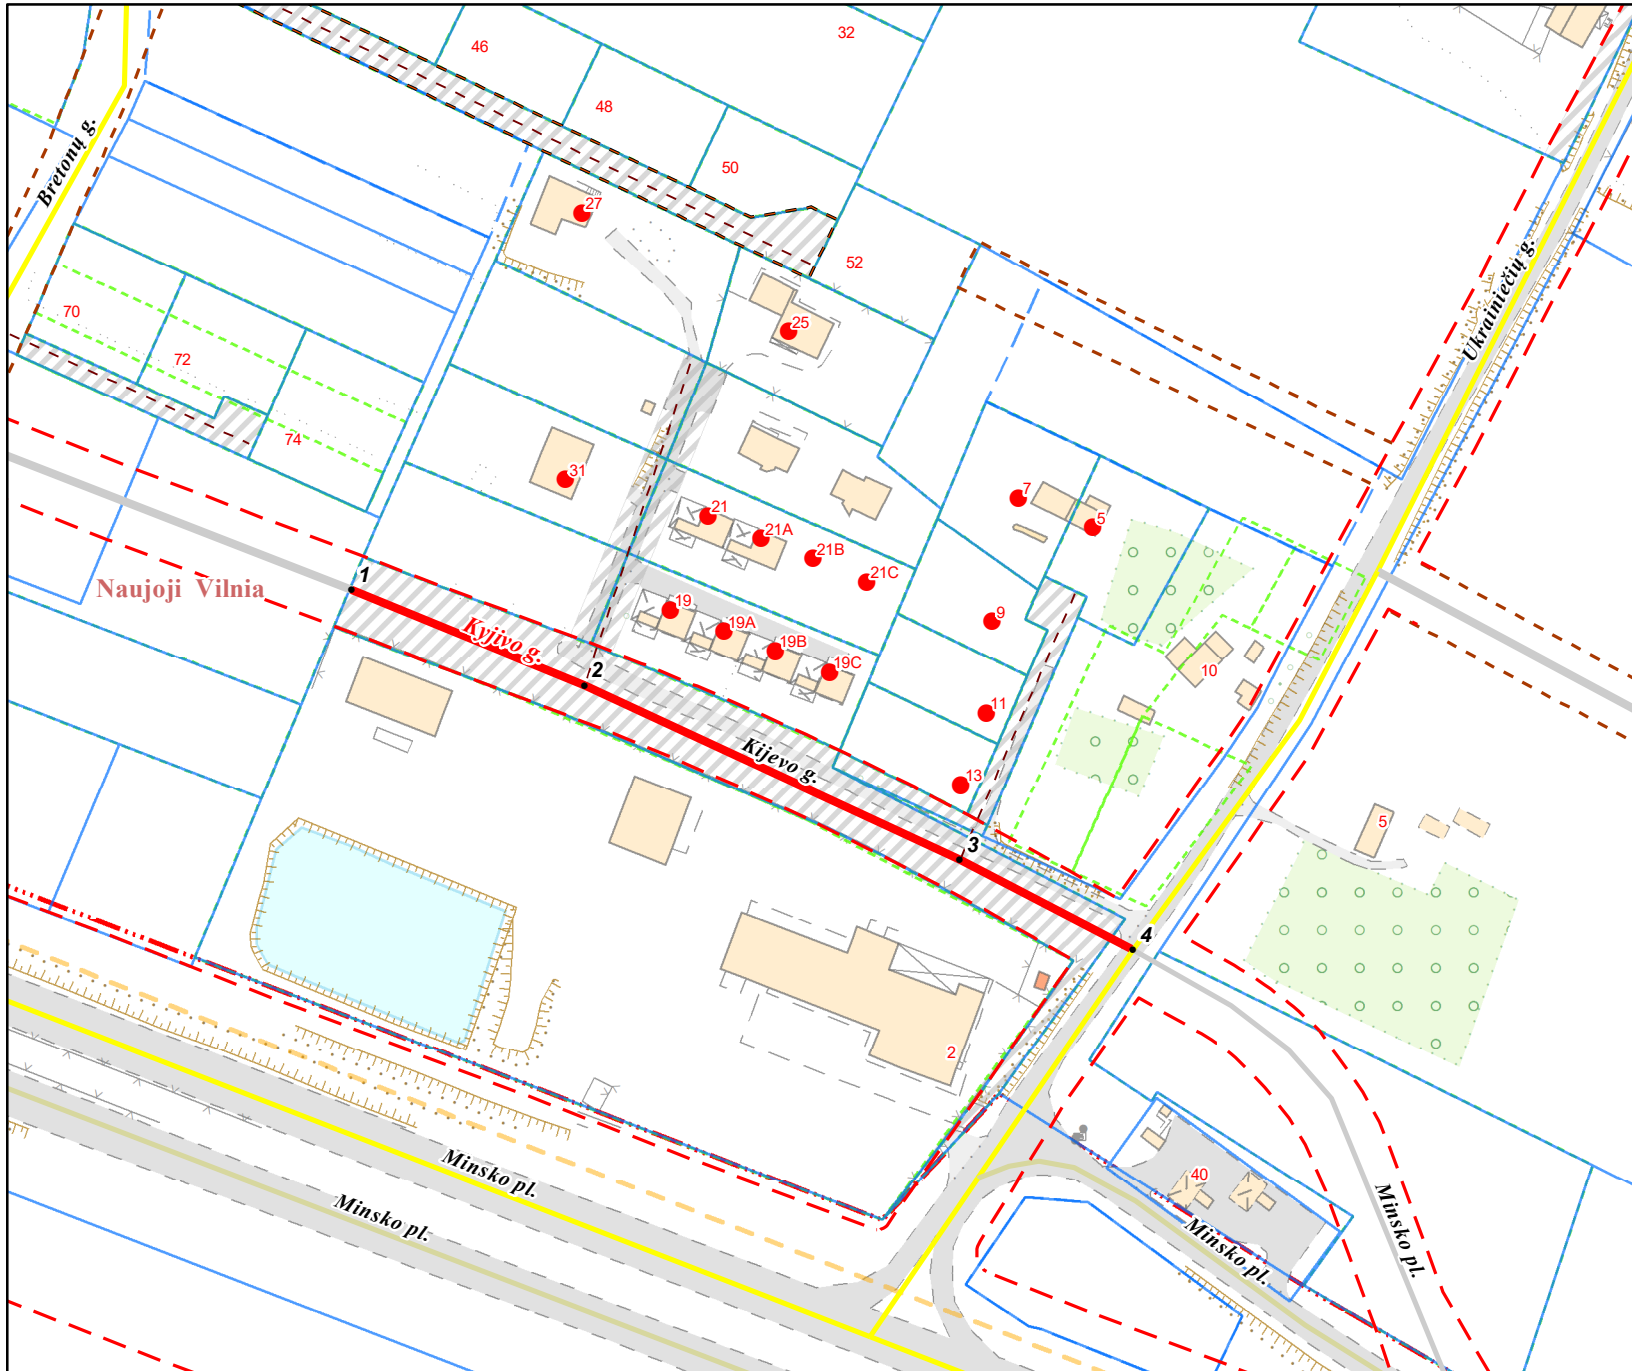 46
32
48
50
Bretonų g.
27
52
Ukrainiečių g.
70
25
72
74
31
7
5
21
21A
21B
21C
1
Naujoji Vilnia
19
19A
19B
19C
9
Kyjivo g.
2
10
11
Kijevo g.
13
3
5
4
2
Minsko pl.
Minsko pl.
40
Minsko pl.
Minsko pl.